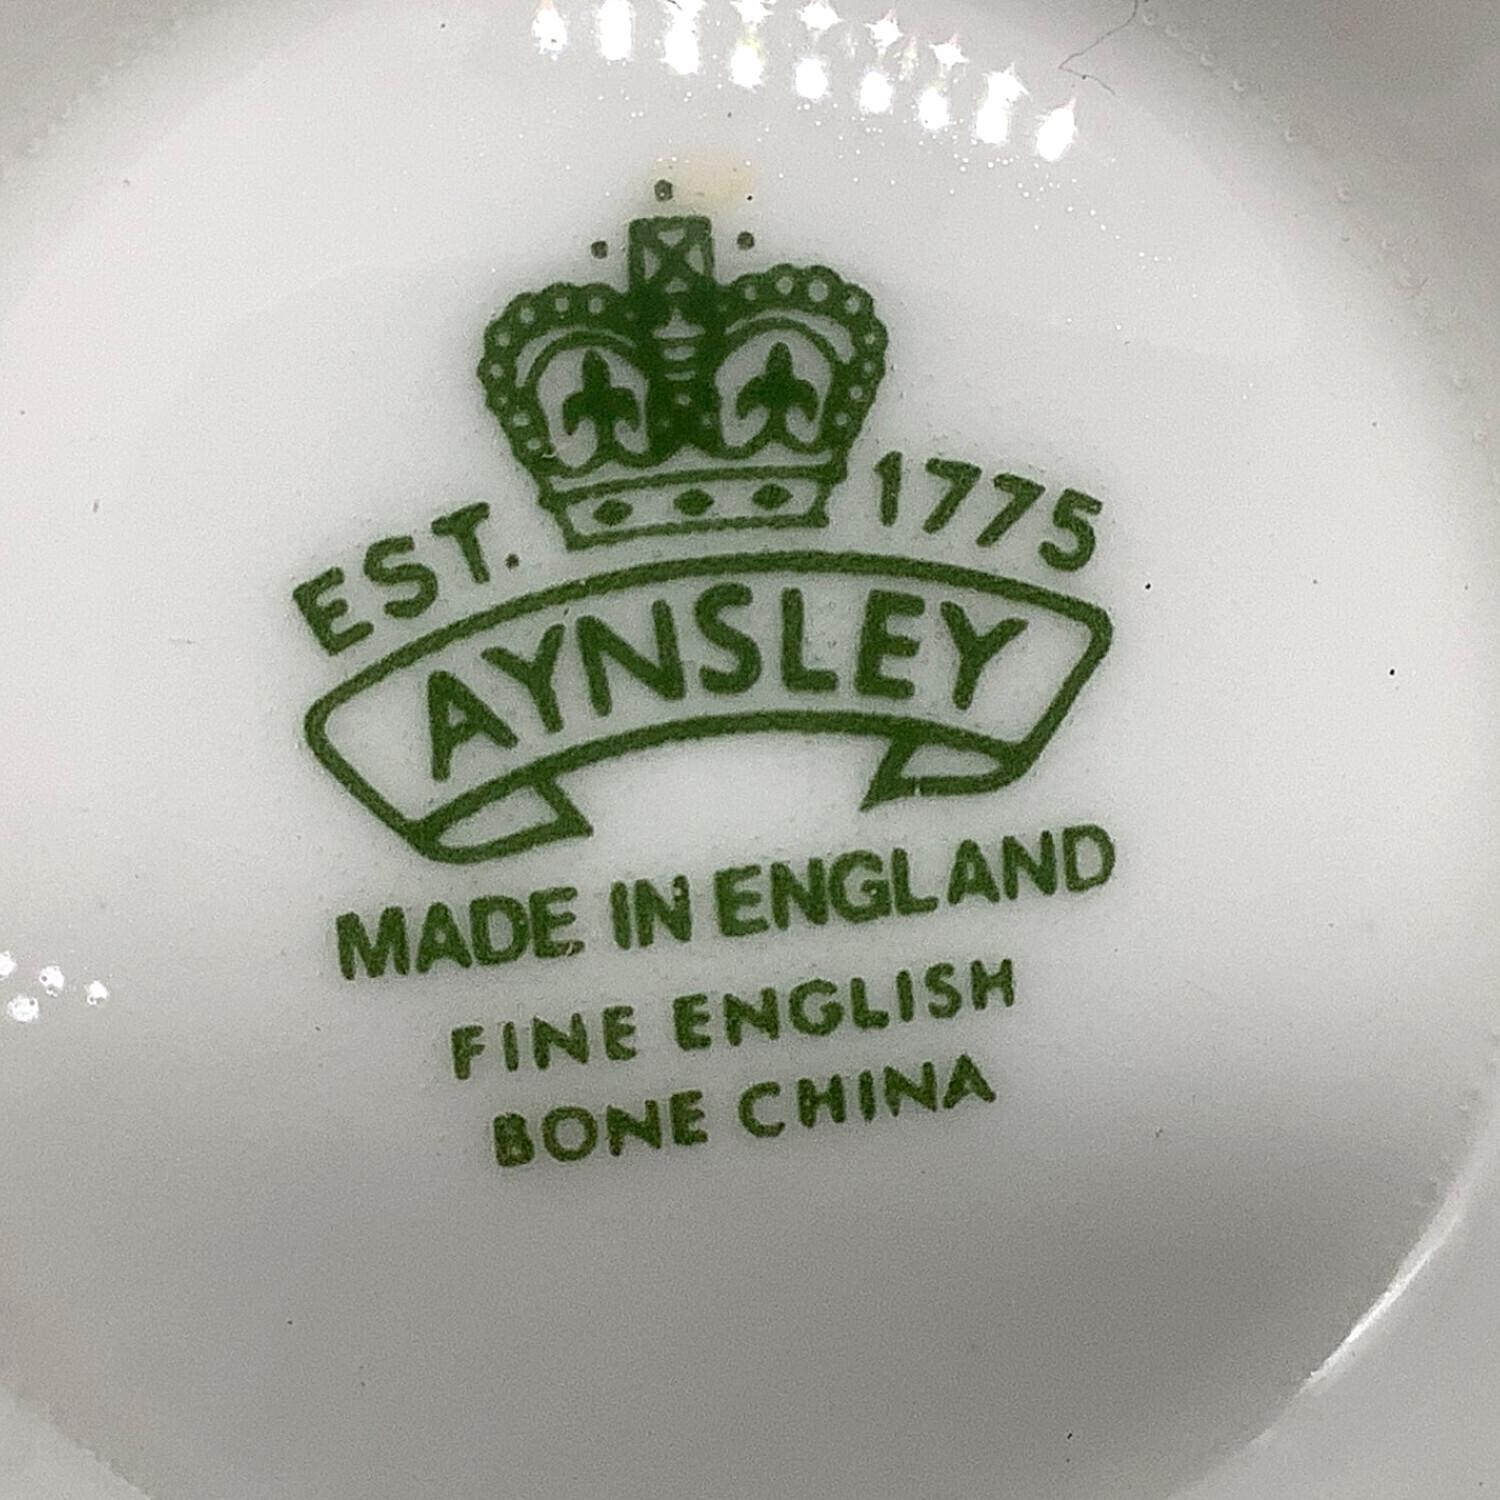 EST. 1775
AYNSLEY
MADE IN ENGLAND
FINE ENGLISH
BONE CHINA